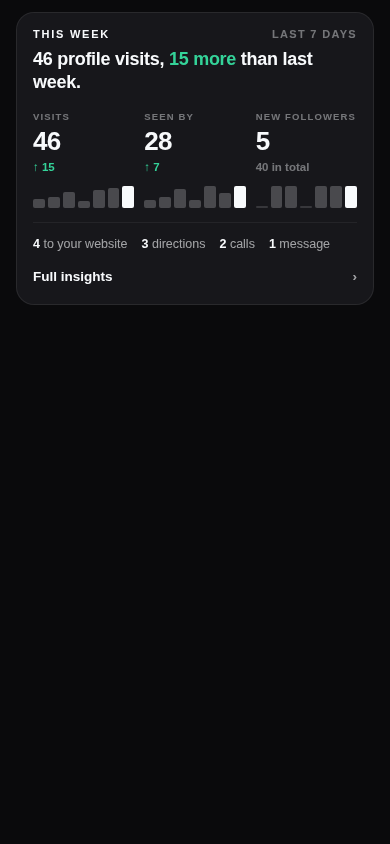 THIS WEEK LAST 7 DAYS
46 profile visits, 15 more than last
week.
VISITS SEEN BY NEW FOLLOWERS
46 28 5
↑ 15 ↑ 7 40 in total
4 to your website 3 directions 2 calls 1 message
Full insights ›